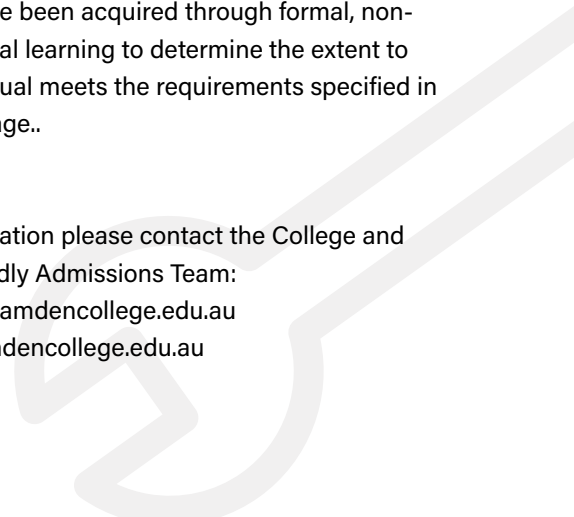 e been acquired through formal, non-
al learning to determine the extent to
ual meets the requirements specified in
age..
ation please contact the College and
dly Admissions Team:
amdencollege.edu.au
dencollege.edu.au